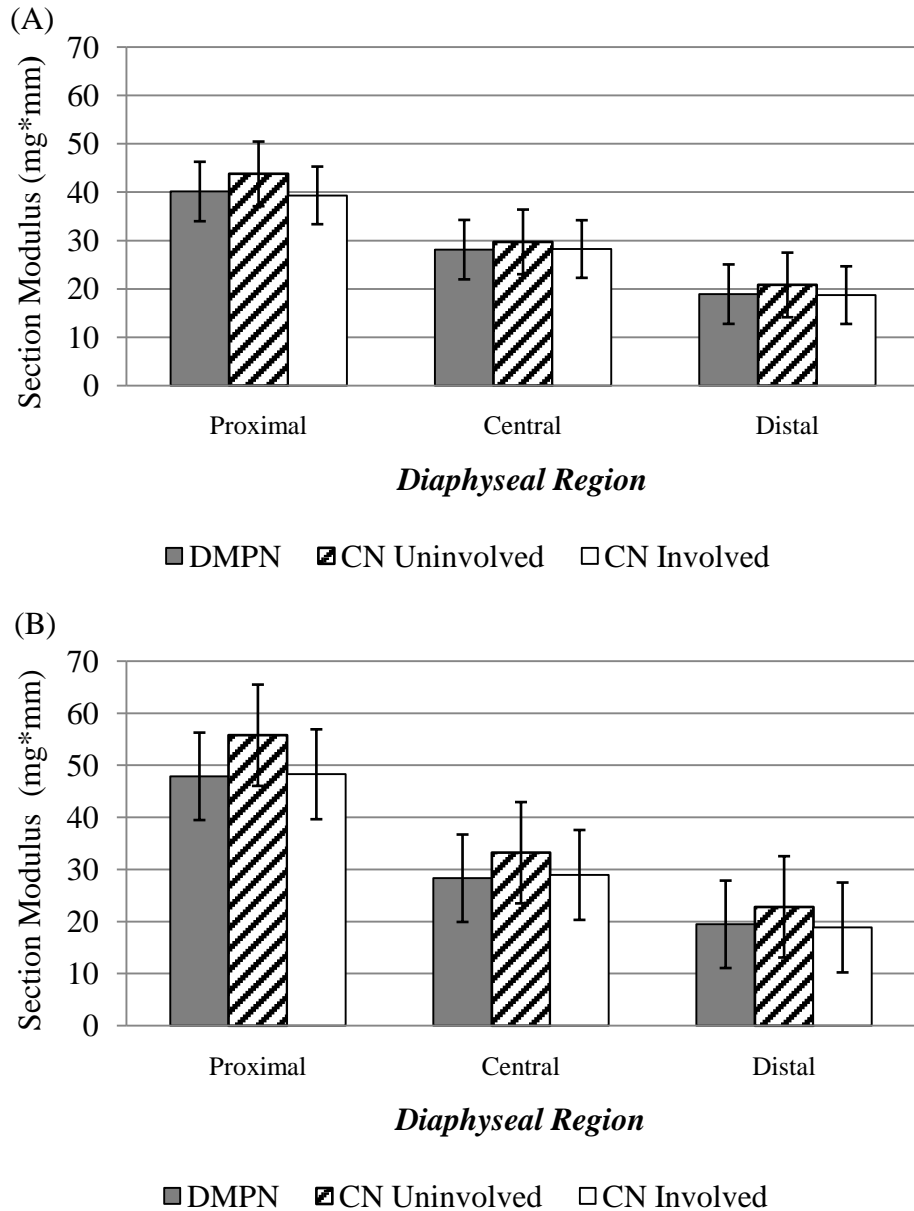 (A)
Section Modulus (mg*mm)
70
60
50
40
30
20
10
0
Proximal Central Distal
Diaphyseal Region
DMPN CN Uninvolved CN Involved
(B)
Section Modulus (mg*mm)
70
60
50
40
30
20
10
0
Proximal Central Distal
Diaphyseal Region
DMPN CN Uninvolved CN Involved